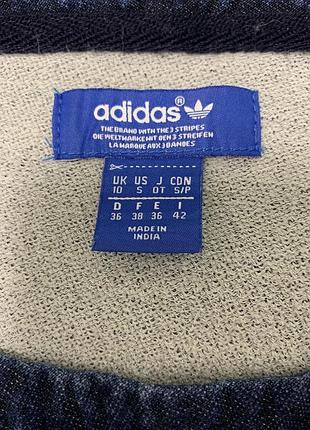 adidas®
THE BRAND WITH THE 3 STRIPES
DIE WELTMARKE MIT DEN 3 STREIFEN
LA MARQUE AUX 3 BANDES
UK US J CDN
10 S OT S/P
D F E I
36 38 36 42
MADE IN
INDIA